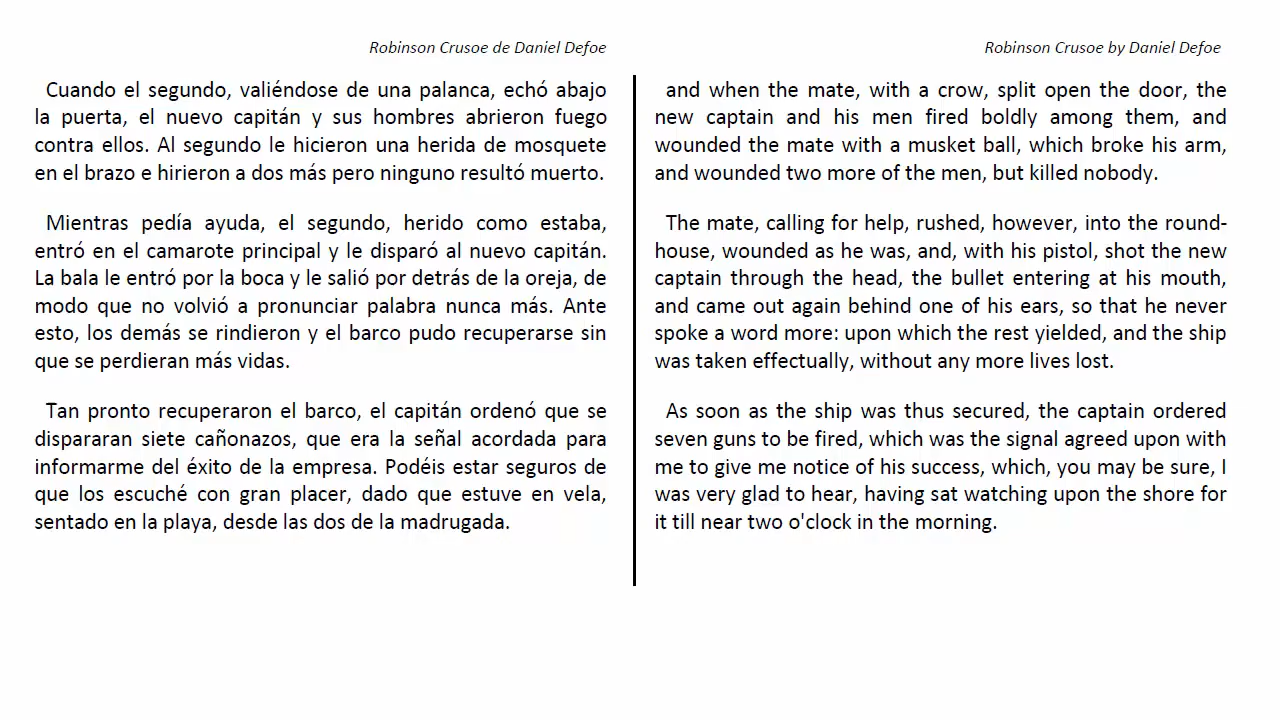 Robinson Crusoe de Daniel Defoe
Cuando el segundo, valiéndose de una palanca, echó abajo
la puerta, el nuevo capitán y sus hombres abrieron fuego
contra ellos. Al segundo le hicieron una herida de mosquete
en el brazo e hirieron a dos más pero ninguno resultó muerto.
Mientras pedía ayuda, el segundo, herido como estaba,
entró en el camarote principal y le disparó al nuevo capitán.
La bala le entró por la boca y le salió por detrás de la oreja, de
modo que no volvió a pronunciar palabra nunca más. Ante
esto, los demás se rindieron y el barco pudo recuperarse sin
que se perdieran más vidas.
Tan pronto recuperaron el barco, el capitán ordenó que se
dispararan siete cañonazos, que era la señal acordada para
informarme del éxito de la empresa. Podéis estar seguros de
que los escuché con gran placer, dado que estuve en vela,
sentado en la playa, desde las dos de la madrugada.
Robinson Crusoe by Daniel Defoe
and when the mate, with a crow, split open the door, the
new captain and his men fired boldly among them, and
wounded the mate with a musket ball, which broke his arm,
and wounded two more of the men, but killed nobody.
The mate, calling for help, rushed, however, into the round-
house, wounded as he was, and, with his pistol, shot the new
captain through the head, the bullet entering at his mouth,
and came out again behind one of his ears, so that he never
spoke a word more: upon which the rest yielded, and the ship
was taken effectually, without any more lives lost.
As soon as the ship was thus secured, the captain ordered
seven guns to be fired, which was the signal agreed upon with
me to give me notice of his success, which, you may be sure, I
was very glad to hear, having sat watching upon the shore for
it till near two o'clock in the morning.